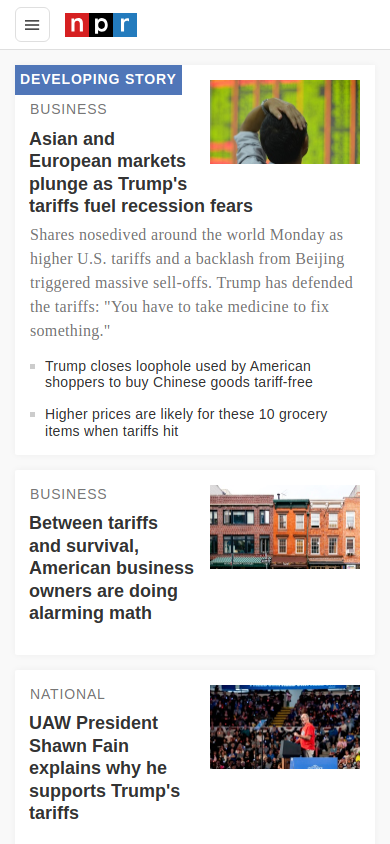 npr
DEVELOPING STORY
BUSINESS
Asian and
European markets
plunge as Trump's
tariffs fuel recession fears
Shares nosedived around the world Monday as
higher U.S. tariffs and a backlash from Beijing
triggered massive sell-offs. Trump has defended
the tariffs: "You have to take medicine to fix
something."
Trump closes loophole used by American
shoppers to buy Chinese goods tariff-free
Higher prices are likely for these 10 grocery
items when tariffs hit
BUSINESS
Between tariffs
and survival,
American business
owners are doing
alarming math
NATIONAL
UAW President
Shawn Fain
explains why he
supports Trump's
tariffs